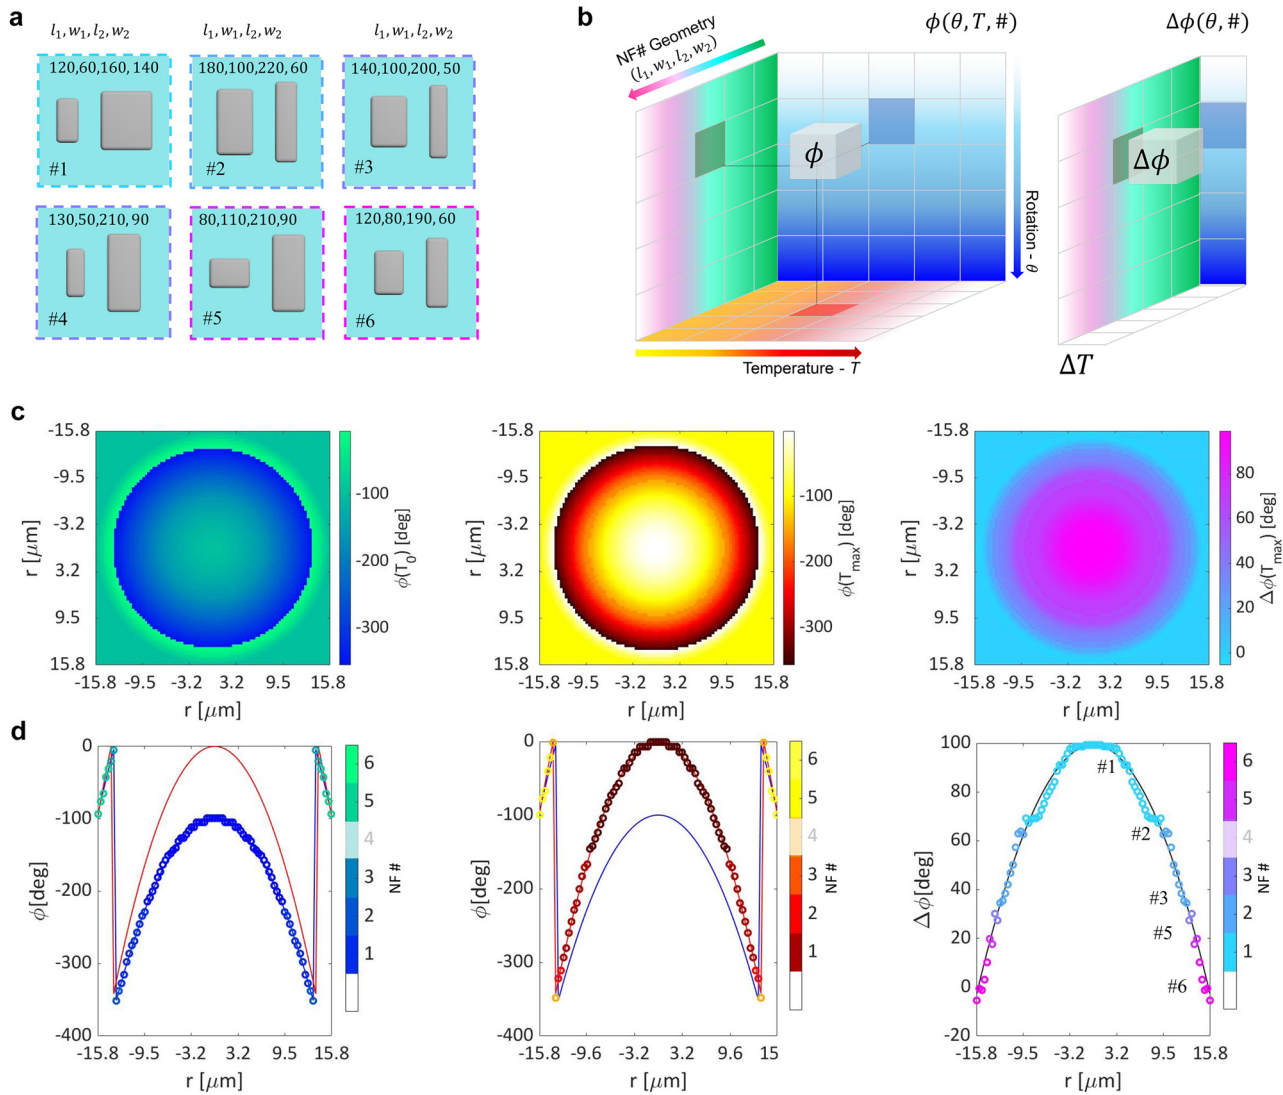 a
l₁,w₁,l₂,w₂
l₁,w₁,l₂,w₂
l₁,w₁,l₂,w₂
120,60,160,140
#1
180,100,220,60
#2
140,100,200,50
#3
130,50,210,90
#4
80,110,210,90
#5
120,80,190,60
#6
b
NF# Geometry
(l₁,w₁,l₂,w₂)
ϕ(θ,T,#)
ϕ
Rotation - θ
Temperature - T
Δϕ(θ,#)
Δϕ
ΔT
c
-15.8
-9.5
-3.2
3.2
9.5
15.8
r [μm]
-15.8 -9.5 -3.2 3.2 9.5 15.8
r [μm]
-100
-200
-300
ϕ(T₀) [deg]
-15.8
-9.5
-3.2
3.2
9.5
15.8
r [μm]
-15.8 -9.5 -3.2 3.2 9.5 15.8
r [μm]
-100
-200
-300
ϕ(Tmax) [deg]
-15.8
-9.5
-3.2
3.2
9.5
15.8
r [μm]
-15.8 -9.5 -3.2 3.2 9.5 15.8
r [μm]
80
60
40
20
0
Δϕ(Tmax) [deg]
d
0
-100
-200
-300
-400
ϕ[deg]
-15.8 -9.5 -3.2 3.2 9.5 15.8
r [μm]
6
5
4
3
2
1
NF #
0
-100
-200
-300
-400
ϕ[deg]
-15.8 -9.5 -3.2 3.2 9.6 15
r [μm]
6
5
4
3
2
1
NF #
100
80
60
40
20
0
-20
Δϕ[deg]
#1
#2
#3
#5
#6
-15.8 -9.5 -3.2 3.2 9.5 15.8
r [μm]
6
5
4
3
2
1
NF #